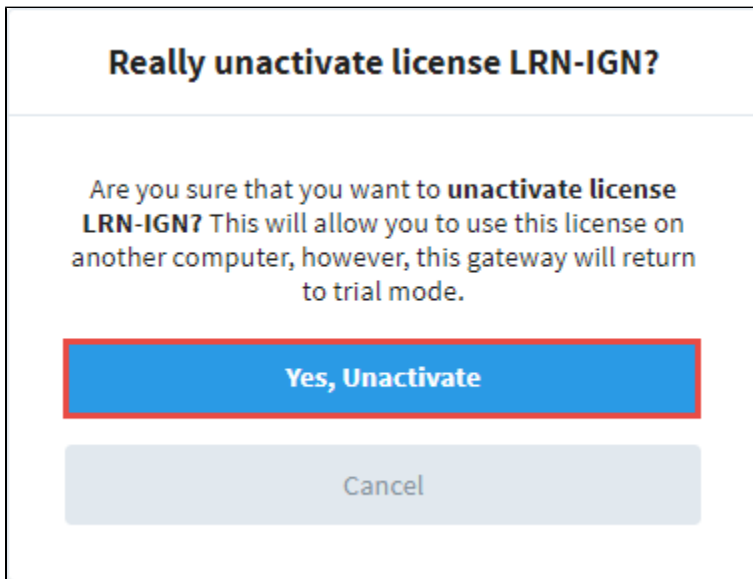 Really unactivate license LRN-IGN?
Are you sure that you want to unactivate license
LRN-IGN? This will allow you to use this license on
another computer, however, this gateway will return
to trial mode.
Yes, Unactivate
Cancel